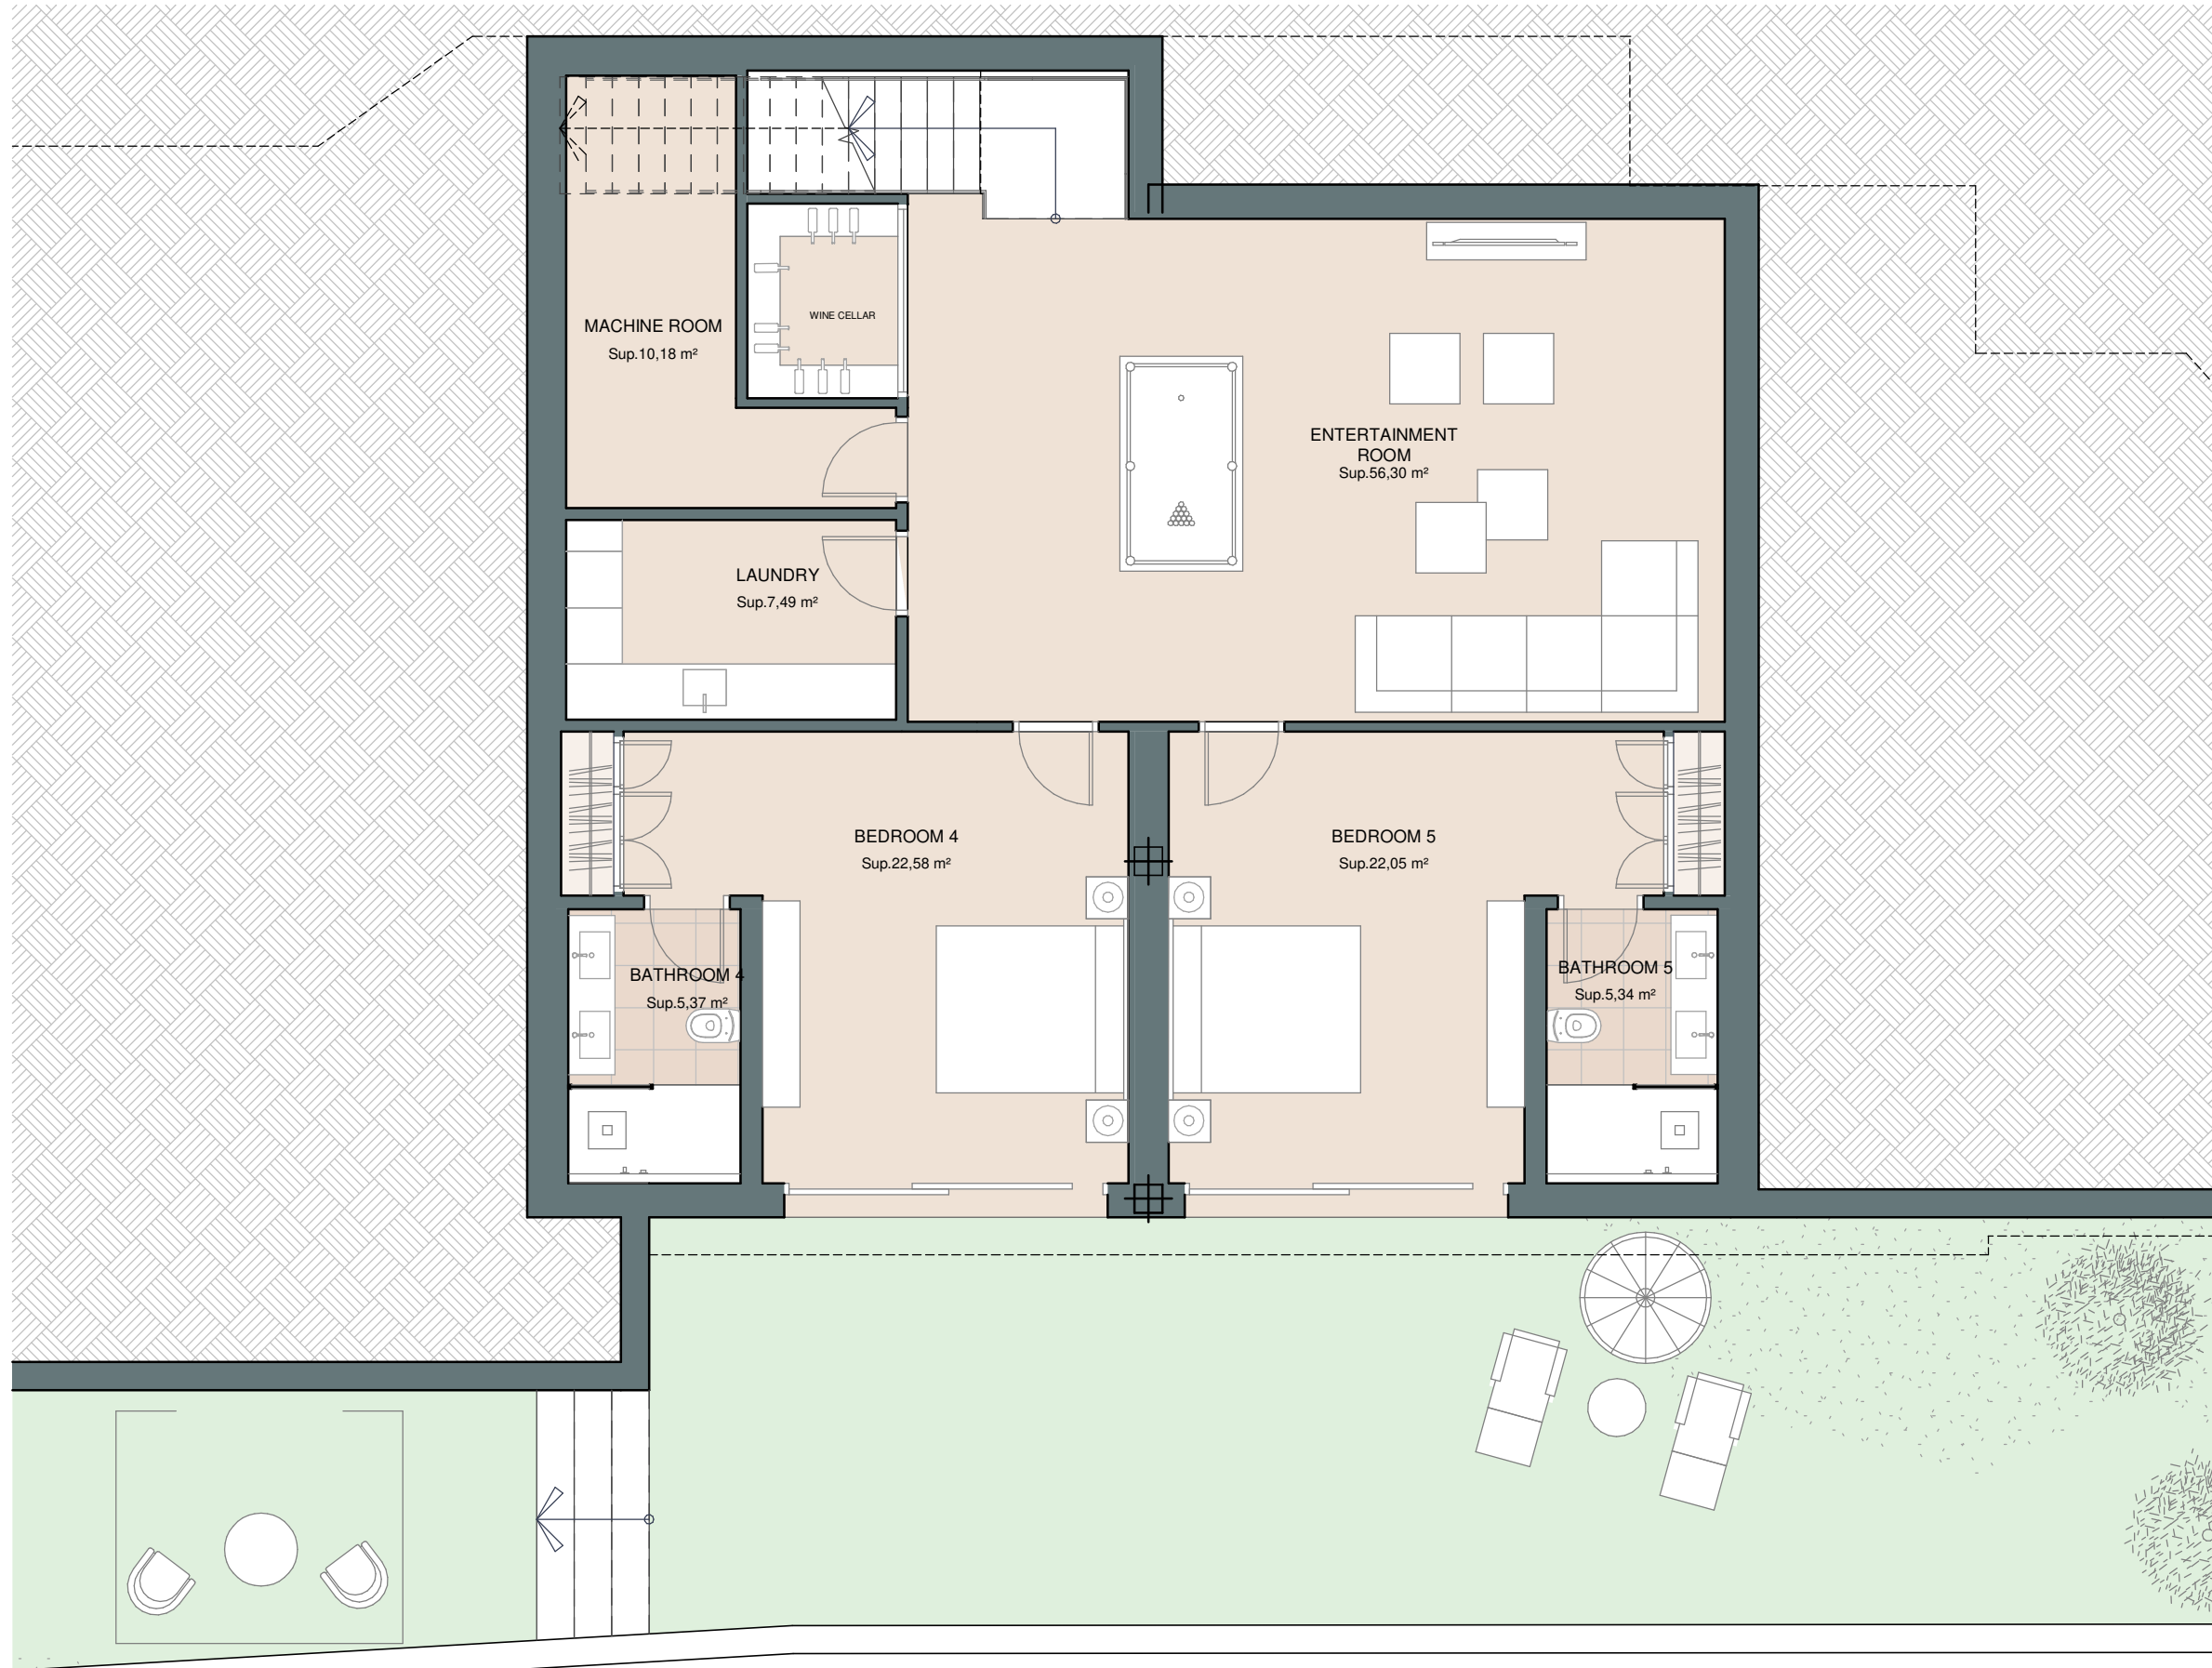 MACHINE ROOM
Sup.10,18 m²
WINE CELLAR
ENTERTAINMENT
ROOM
Sup.56,30 m²
LAUNDRY
Sup.7,49 m²
BEDROOM 4
Sup.22,58 m²
BEDROOM 5
Sup.22,05 m²
BATHROOM 4
Sup.5,37 m²
BATHROOM 5
Sup.5,34 m²